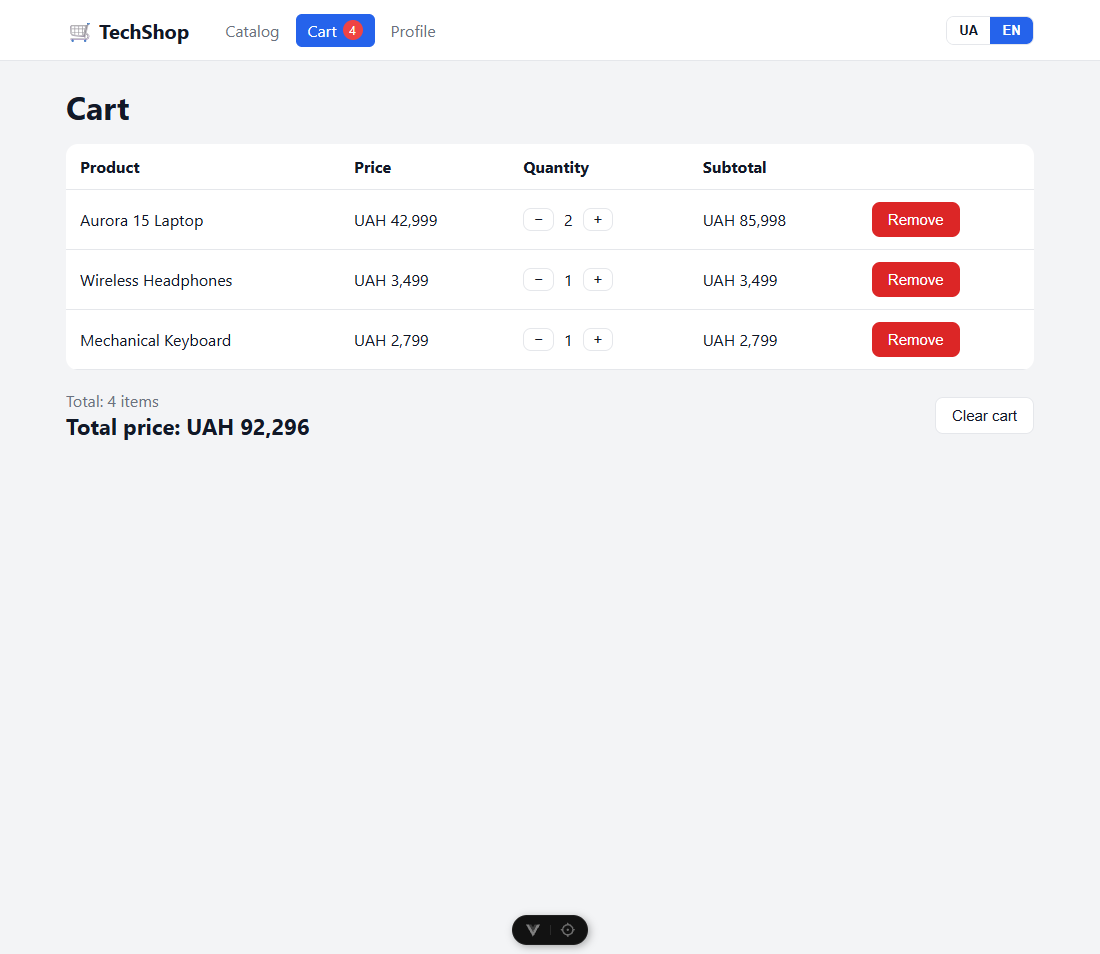 TechShop Catalog Cart 4 Profile UA EN
Cart
Product Price Quantity Subtotal
Aurora 15 Laptop UAH 42,999 − 2 + UAH 85,998 Remove
Wireless Headphones UAH 3,499 − 1 + UAH 3,499 Remove
Mechanical Keyboard UAH 2,799 − 1 + UAH 2,799 Remove
Total: 4 items
Total price: UAH 92,296
Clear cart